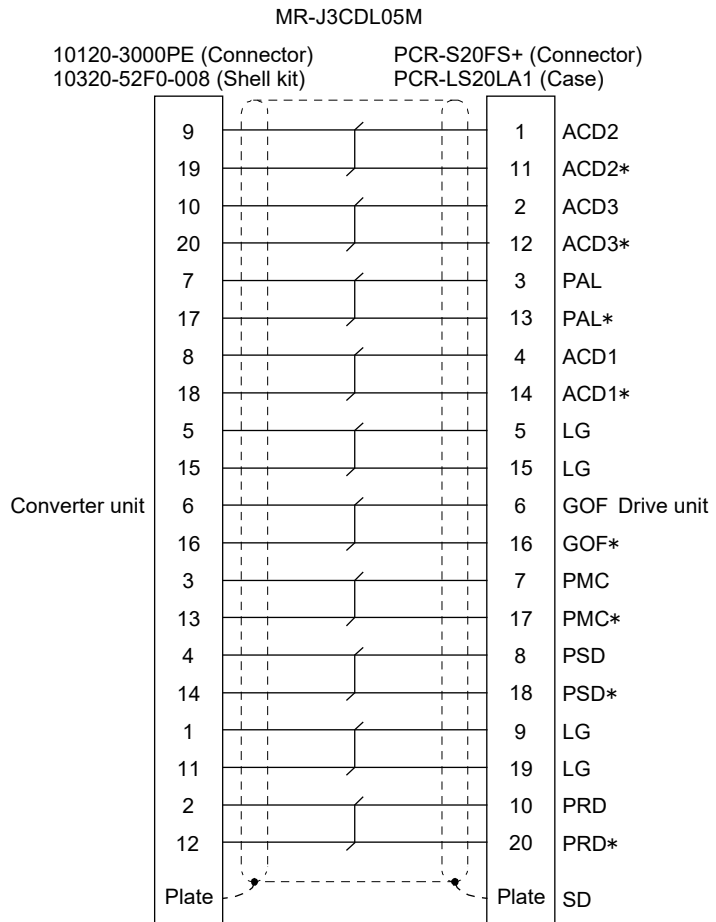 MR-J3CDL05M
10120-3000PE (Connector) PCR-S20FS+ (Connector)
10320-52F0-008 (Shell kit) PCR-LS20LA1 (Case)
9 1 ACD2
19 11 ACD2*
10 2 ACD3
20 12 ACD3*
7 3 PAL
17 13 PAL*
8 4 ACD1
18 14 ACD1*
5 5 LG
15 15 LG
Converter unit 6 6 GOF Drive unit
16 16 GOF*
3 7 PMC
13 17 PMC*
4 8 PSD
14 18 PSD*
1 9 LG
11 19 LG
2 10 PRD
12 20 PRD*
Plate Plate SD